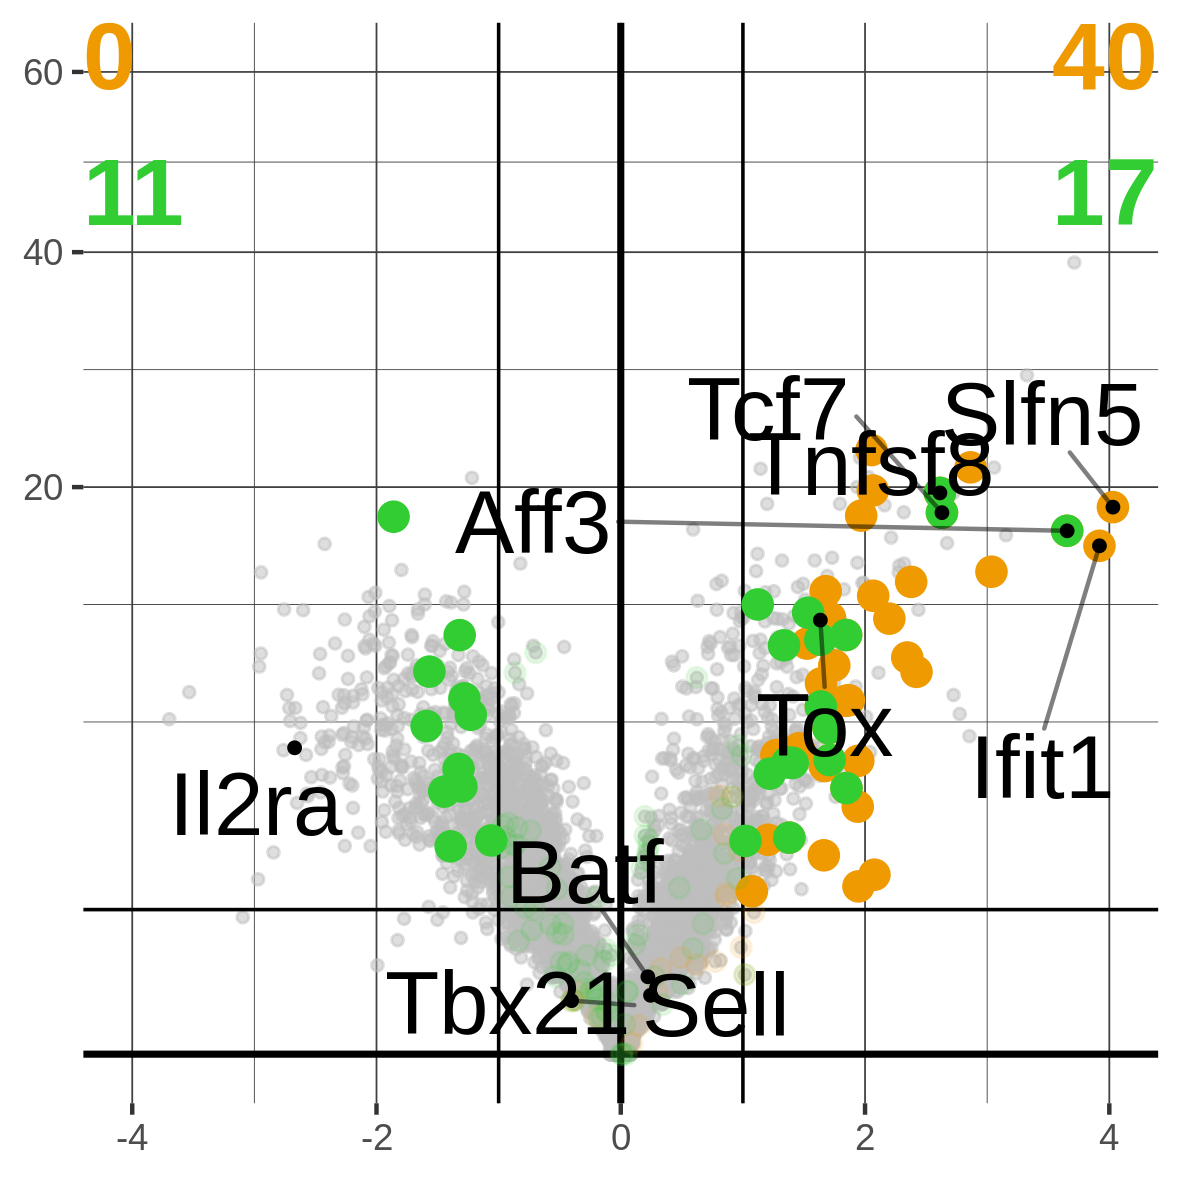 0 40
60
11 17
40
Tcf7 Slfn5
Tnfsf8
20
Aff3
Tox
Ifit1
Il2ra
Batf
Tbx21 Sell
-4 -2 0 2 4